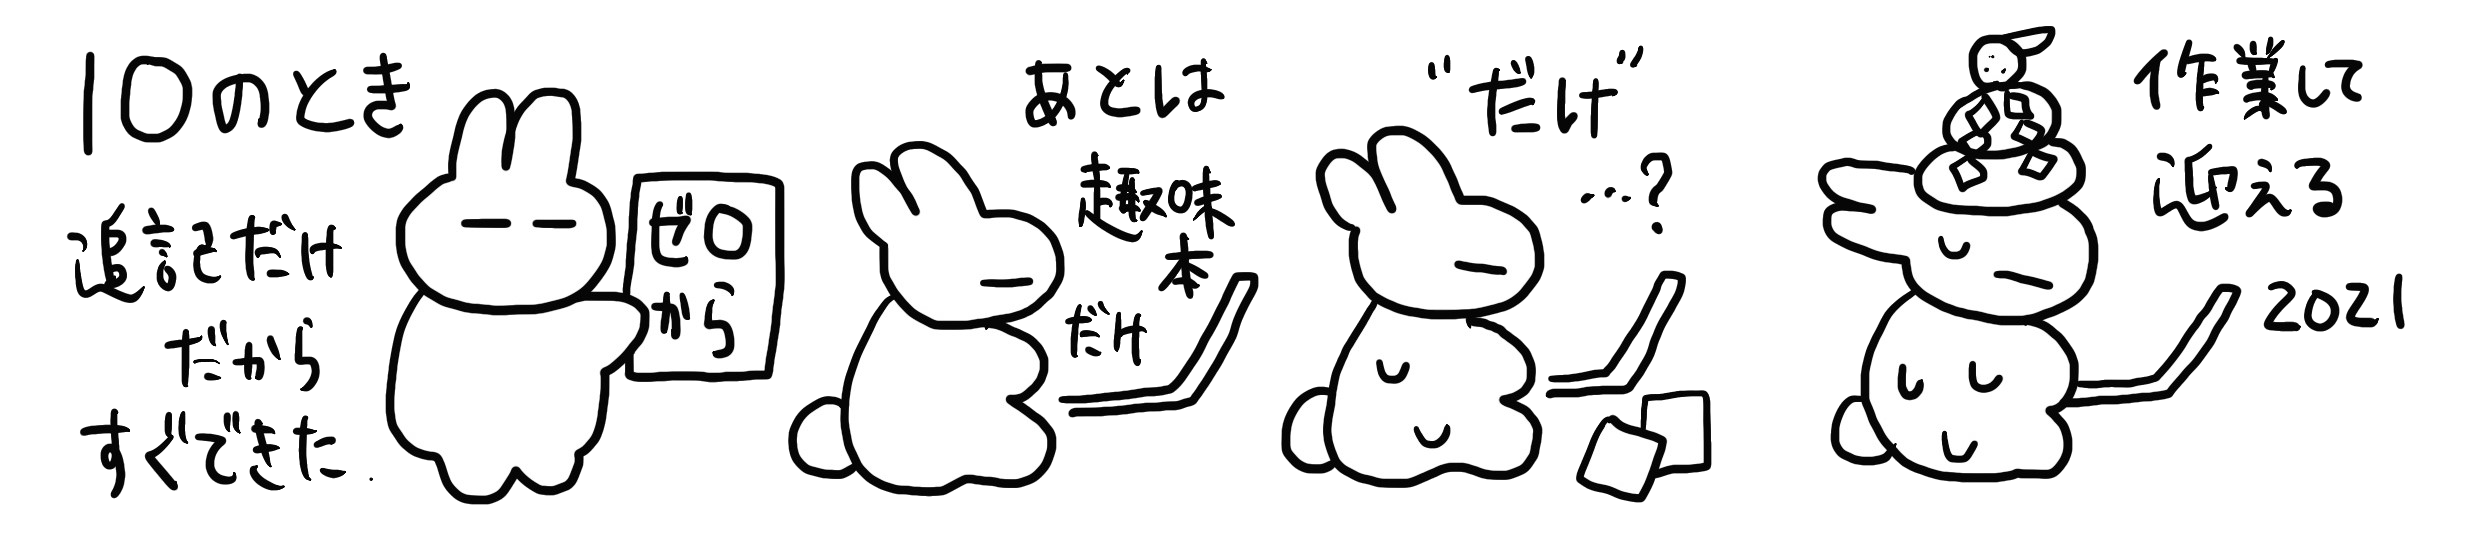 10のとき
追記だけ
だから
すぐできた.
ゼロ
から
あとは
趣味
本
だけ
"だけ"
…?
作業して
迎える
2021